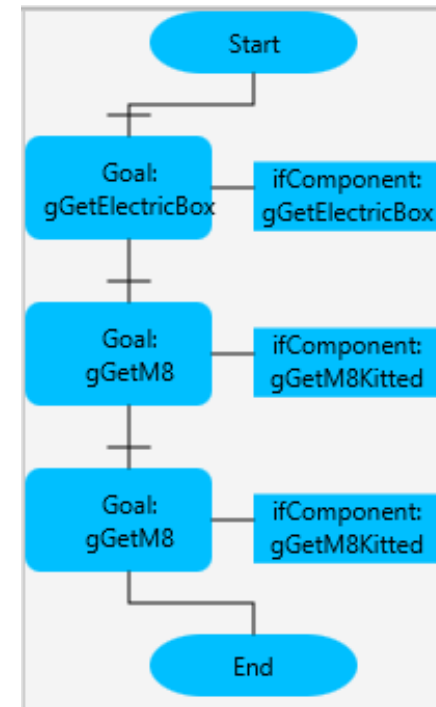 Start
Goal:
gGetElectricBox
ifComponent:
gGetElectricBox
Goal:
gGetM8
ifComponent:
gGetM8Kitted
Goal:
gGetM8
ifComponent:
gGetM8Kitted
End